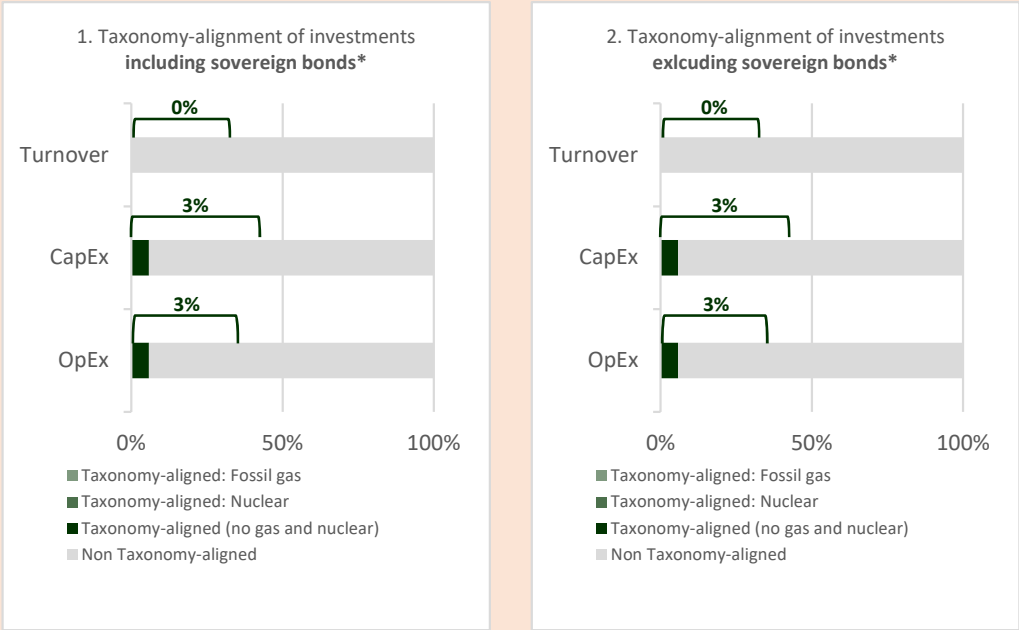 1. Taxonomy-alignment of investments
including sovereign bonds*
0%
Turnover
3%
CapEx
3%
OpEx
0%
50%
100%
Taxonomy-aligned: Fossil gas
Taxonomy-aligned: Nuclear
Taxonomy-aligned (no gas and nuclear)
Non Taxonomy-aligned
2. Taxonomy-alignment of investments
exlcuding sovereign bonds*
0%
Turnover
3%
CapEx
3%
OpEx
0%
50%
100%
Taxonomy-aligned: Fossil gas
Taxonomy-aligned: Nuclear
Taxonomy-aligned (no gas and nuclear)
Non Taxonomy-aligned